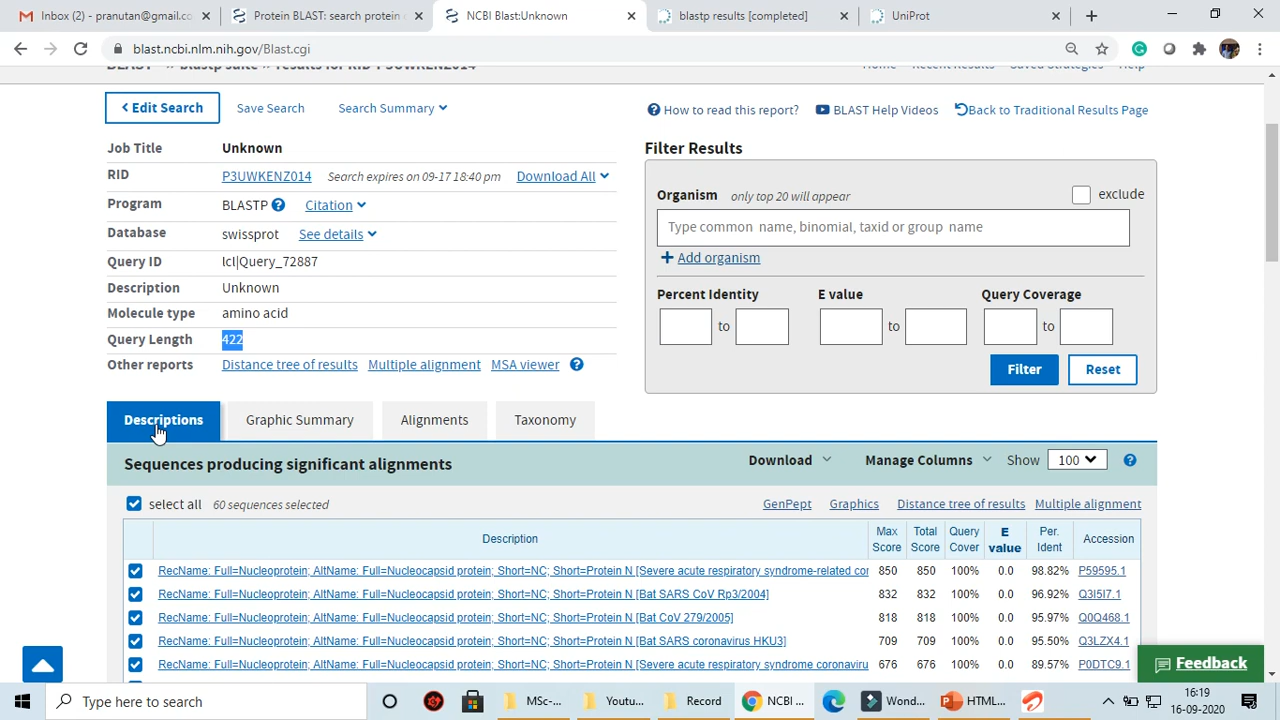 Inbox (2) - pranutan@gmail.co
Protein BLAST: search protein
NCBI Blast:Unknown
blastp results [completed]
UniProt
blast.ncbi.nlm.nih.gov/Blast.cgi
BLAST » blastp suite » results for RID-P3UWKENZ014
Home Recent Results Saved Strategies Help
Edit Search
Save Search
Search Summary
How to read this report?
BLAST Help Videos
Back to Traditional Results Page
Job Title Unknown
RID P3UWKENZ014 Search expires on 09-17 18:40 pm Download All
Program BLASTP Citation
Database swissprot See details
Query ID lcl|Query_72887
Description Unknown
Molecule type amino acid
Query Length 422
Other reports Distance tree of results Multiple alignment MSA viewer
Filter Results
Organism only top 20 will appear exclude
Type common name, binomial, taxid or group name
Add organism
Percent Identity E value Query Coverage
to to to
Filter Reset
Descriptions Graphic Summary Alignments Taxonomy
Sequences producing significant alignments Download Manage Columns Show 100
select all 60 sequences selected GenPept Graphics Distance tree of results Multiple alignment
Description Max Score Total Score Query Cover E value Per. Ident Accession
RecName: Full=Nucleoprotein; AltName: Full=Nucleocapsid protein; Short=NC; Short=Protein N [Severe acute respiratory syndrome-related cor 850 850 100% 0.0 98.82% P59595.1
RecName: Full=Nucleoprotein; AltName: Full=Nucleocapsid protein; Short=NC; Short=Protein N [Bat SARS CoV Rp3/2004] 832 832 100% 0.0 96.92% Q3I5I7.1
RecName: Full=Nucleoprotein; AltName: Full=Nucleocapsid protein; Short=NC; Short=Protein N [Bat CoV 279/2005] 818 818 100% 0.0 95.97% Q0Q468.1
RecName: Full=Nucleoprotein; AltName: Full=Nucleocapsid protein; Short=NC; Short=Protein N [Bat SARS coronavirus HKU3] 709 709 100% 0.0 95.50% Q3LZX4.1
RecName: Full=Nucleoprotein; AltName: Full=Nucleocapsid protein; Short=NC; Short=Protein N [Severe acute respiratory syndrome coronaviru 676 676 100% 0.0 89.57% P0DTC9.1
Feedback
Type here to search
MSc-...
Youtu...
Record
NCBI ...
Wond...
HTML...
16:19
16-09-2020